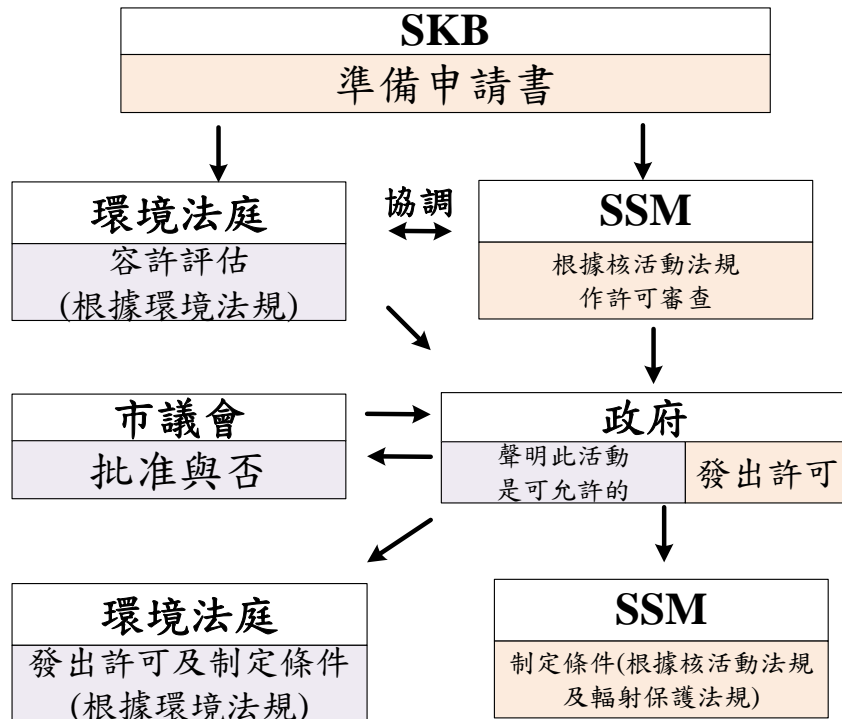 SKB
準備申請書
環境法庭
容許評估
(根據環境法規)
協調
SSM
根據核活動法規
作許可審查
市議會
批准與否
政府
聲明此活動
是可允許的
發出許可
環境法庭
發出許可及制定條件
(根據環境法規)
SSM
制定條件(根據核活動法規
及輻射保護法規)